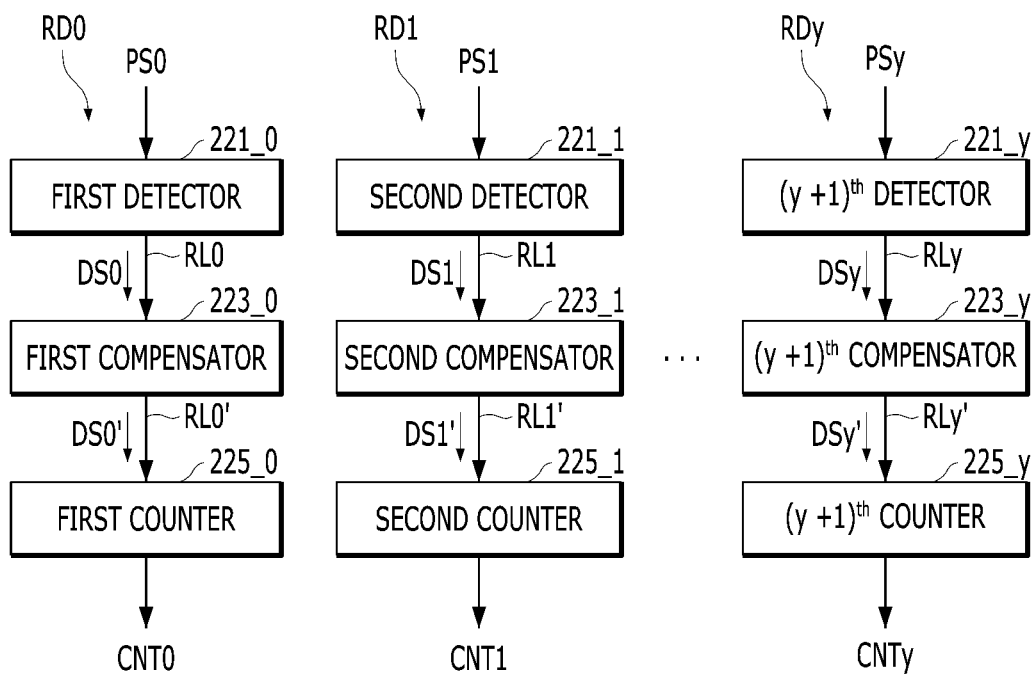 RD0 RD1 RDy
PS0 PS1 PSy
221_0 221_1 221_y
FIRST DETECTOR SECOND DETECTOR (y +1)th DETECTOR
DS0 RL0 DS1 RL1 DSy RLy
223_0 223_1 223_y
FIRST COMPENSATOR SECOND COMPENSATOR ... (y +1)th COMPENSATOR
DS0' RL0' DS1' RL1' DSy' RLy'
225_0 225_1 225_y
FIRST COUNTER SECOND COUNTER (y +1)th COUNTER
CNT0 CNT1 CNTy